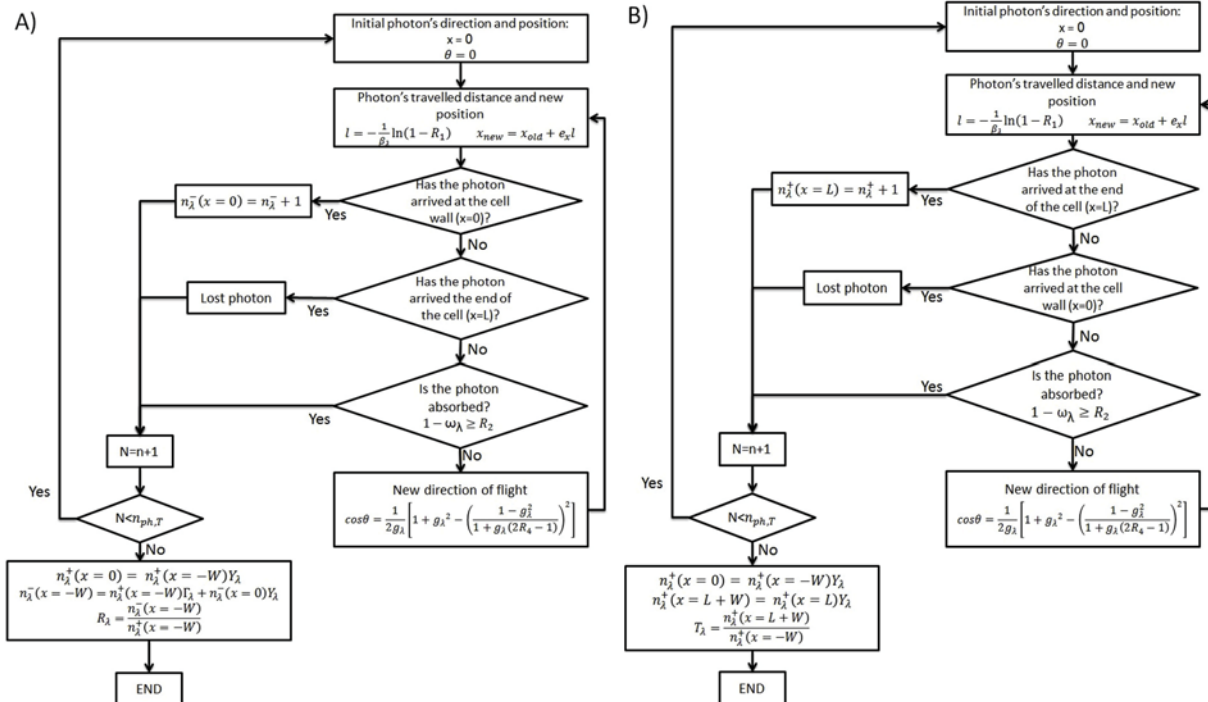 A)
Initial photon's direction and position:
x = 0
θ = 0
Photon's travelled distance and new
position
l = −1/β_λ ln(1 − R₁)   x_new = x_old + e_x l
Has the photon
arrived at the cell
wall (x=0)?
Yes
n_λ^−(x = 0) = n_λ^− + 1
No
Has the photon
arrived the end of
the cell (x=L)?
Yes
Lost photon
No
Is the photon
absorbed?
1 − ω_λ ≥ R₂
Yes
No
New direction of flight
cosθ = 1/(2g_λ) [1 + g_λ² − ((1 − g_λ²)/(1 + g_λ(2R₄ − 1)))²]
N=n+1
Yes
N<n_ph,T
No
n_λ^+(x = 0) = n_λ^+(x = −W)Y_λ
n_λ^−(x = −W) = n_λ^+(x = −W)Γ_λ + n_λ^−(x = 0)Y_λ
R_λ = n_λ^−(x = −W)/n_λ^+(x = −W)
END
B)
Initial photon's direction and position:
x = 0
θ = 0
Photon's travelled distance and new
position
l = −1/β_λ ln(1 − R₁)   x_new = x_old + e_x l
Has the photon
arrived at the end
of the cell (x=L)?
Yes
n_λ^+(x = L) = n_λ^+ + 1
No
Has the photon
arrived at the cell
wall (x=0)?
Yes
Lost photon
No
Is the photon
absorbed?
1 − ω_λ ≥ R₂
Yes
No
New direction of flight
cosθ = 1/(2g_λ) [1 + g_λ² − ((1 − g_λ²)/(1 + g_λ(2R₄ − 1)))²]
N=n+1
Yes
N<n_ph,T
No
n_λ^+(x = 0) = n_λ^+(x = −W)Y_λ
n_λ^+(x = L + W) = n_λ^+(x = L)Y_λ
T_λ = n_λ^+(x = L + W)/n_λ^+(x = −W)
END